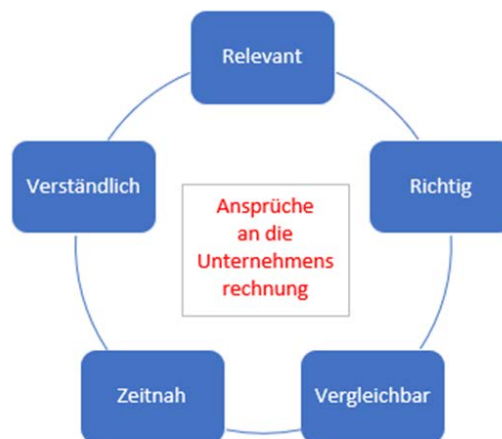 Relevant
Verständlich
Richtig
Ansprüche
an die
Unternehmens
rechnung
Zeitnah
Vergleichbar